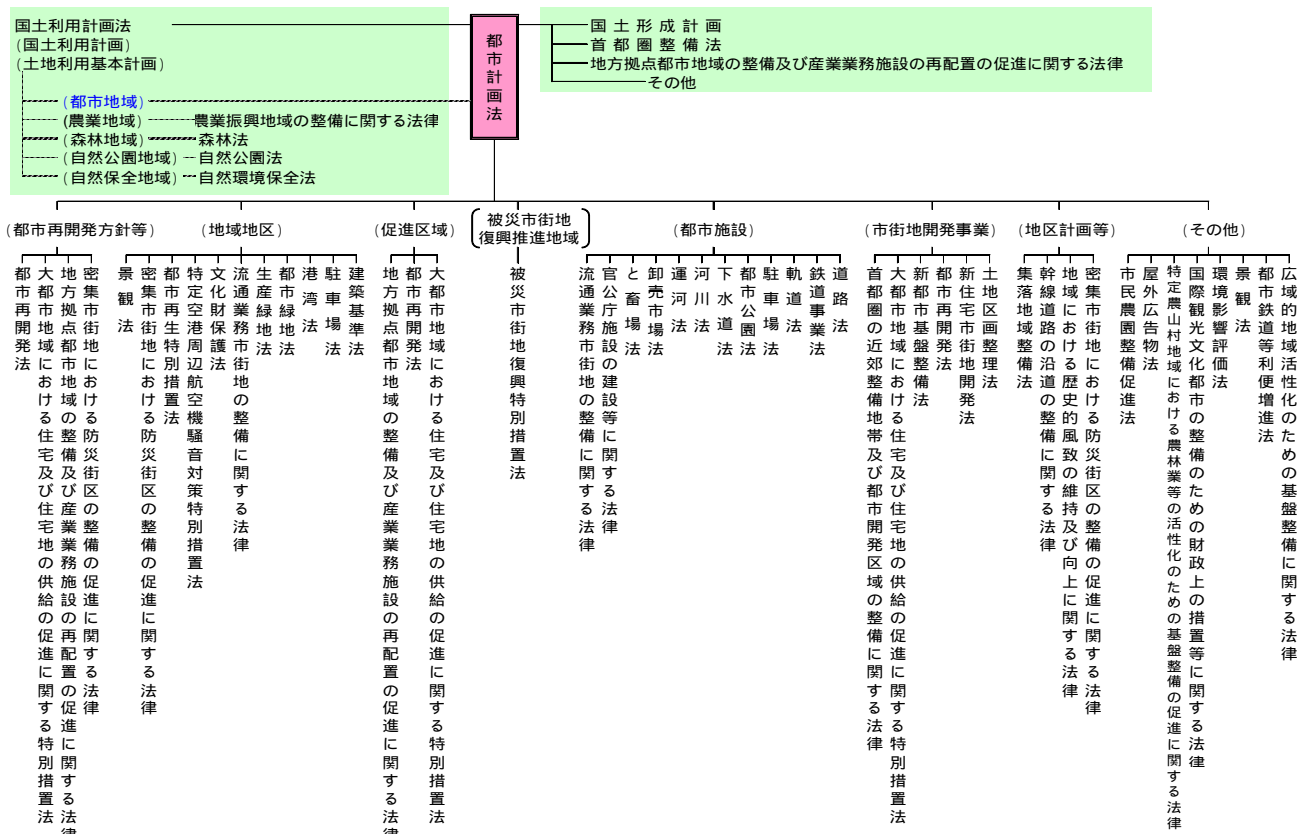 国土利用計画法
(国土利用計画)
(土地利用基本計画)
(都市地域)
(農業地域) 農業振興地域の整備に関する法律
(森林地域) 森林法
(自然公園地域) 自然公園法
(自然保全地域) 自然環境保全法
都市計画法
国土形成計画
首都圏整備法
地方拠点都市地域の整備及び産業業務施設の再配置の促進に関する法律
その他
(都市再開発方針等)
都市再開発法
大都市地域における住宅及び住宅地の供給の促進に関する特別措置法
地方拠点都市地域の整備及び産業業務施設の再配置の促進に関する法律
密集市街地における防災街区の整備の促進に関する法律
(地域地区)
景観法
密集市街地における防災街区の整備の促進に関する法律
都市再生特別措置法
特定空港周辺航空機騒音対策特別措置法
文化財保護法
流通業務市街地の整備に関する法律
生産緑地法
都市緑地法
港湾法
駐車場法
建築基準法
(促進区域)
地方拠点都市地域の整備及び産業業務施設の再配置の促進に関する法律
都市再開発法
大都市地域における住宅及び住宅地の供給の促進に関する特別措置法
被災市街地
復興推進地域
被災市街地復興特別措置法
(都市施設)
流通業務市街地の整備に関する法律
官公庁施設の建設等に関する法律
と畜場法
卸売市場法
運河法
河川法
下水道法
都市公園法
駐車場法
軌道法
鉄道事業法
道路法
(市街地開発事業)
首都圏の近郊整備地帯及び都市開発区域の整備に関する法律
大都市地域における住宅及び住宅地の供給の促進に関する特別措置法
新都市基盤整備法
都市再開発法
新住宅市街地開発法
土地区画整理法
(地区計画等)
集落地域整備法
幹線道路の沿道の整備に関する法律
地域における歴史的風致の維持及び向上に関する法律
密集市街地における防災街区の整備の促進に関する法律
(その他)
市民農園整備促進法
屋外広告物法
特定農山村地域における農林業等の活性化のための基盤整備の促進に関する法律
国際観光文化都市の整備のための財政上の措置等に関する法律
環境影響評価法
景観法
都市鉄道等利便増進法
広域的地域活性化のための基盤整備に関する法律